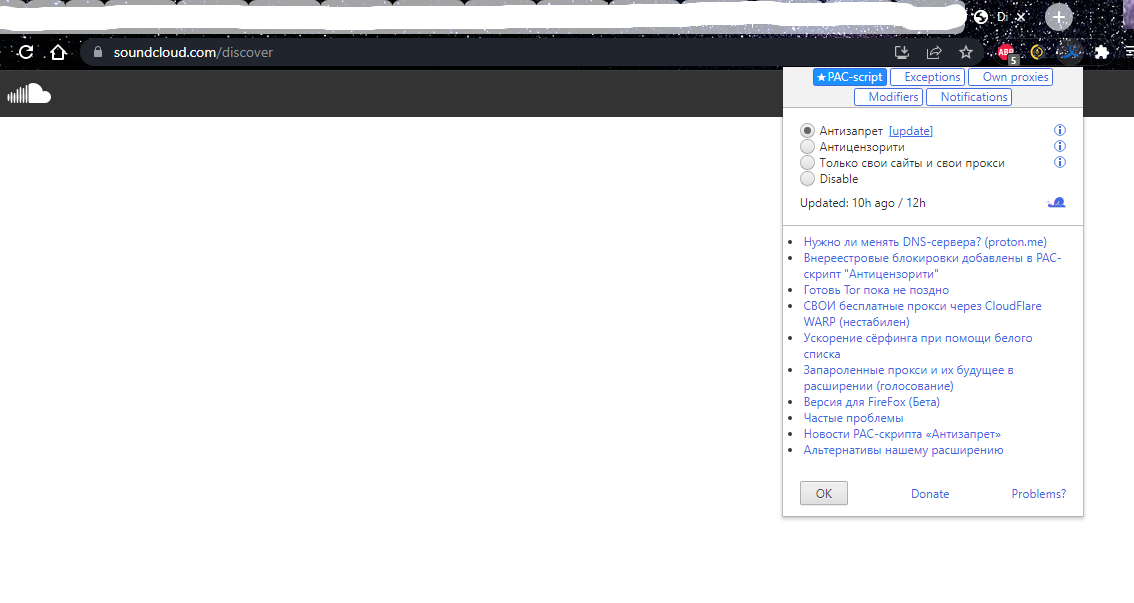 Di
soundcloud.com/discover
ABP
5
★PAC-script
Exceptions
Own proxies
Modifiers
Notifications
Антизапрет [update]
Антицензорити
Только свои сайты и свои прокси
Disable
Updated: 10h ago / 12h
Нужно ли менять DNS-сервера? (proton.me)
Внереестровые блокировки добавлены в PAC-
скрипт "Антицензорити"
Готовь Tor пока не поздно
СВОИ бесплатные прокси через CloudFlare
WARP (нестабилен)
Ускорение сёрфинга при помощи белого
списка
Запароленные прокси и их будущее в
расширении (голосование)
Версия для FireFox (Бета)
Частые проблемы
Новости PAC-скрипта «Антизапрет»
Альтернативы нашему расширению
OK
Donate
Problems?